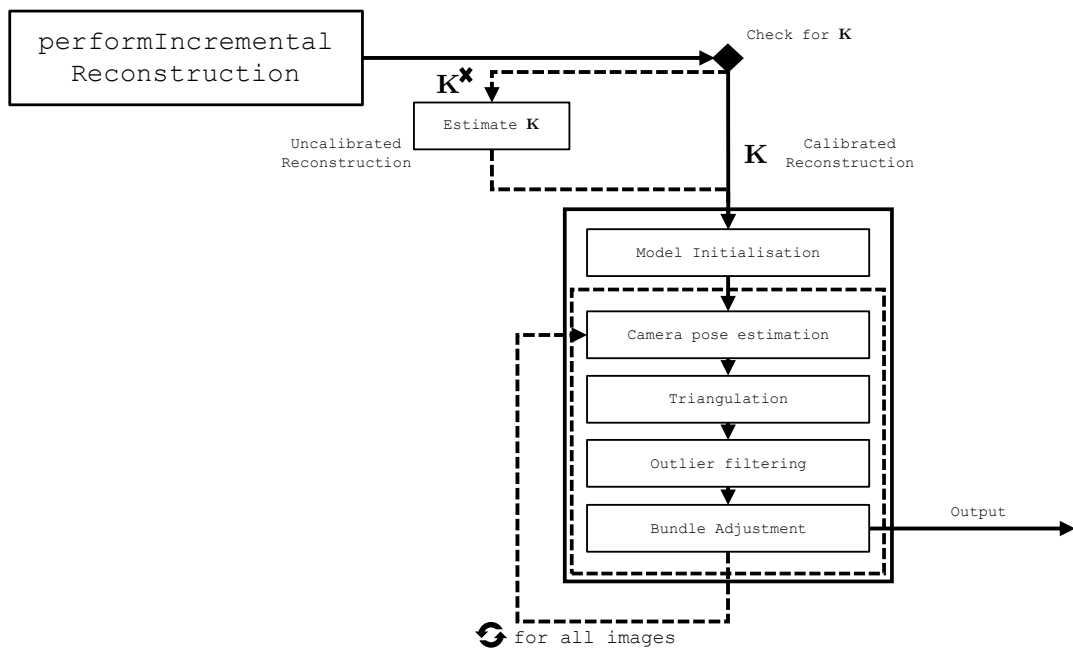 performIncremental
Reconstruction
Check for K
K✖
Estimate K
Uncalibrated
Reconstruction
K
Calibrated
Reconstruction
Model Initialisation
Camera pose estimation
Triangulation
Outlier filtering
Bundle Adjustment
Output
for all images